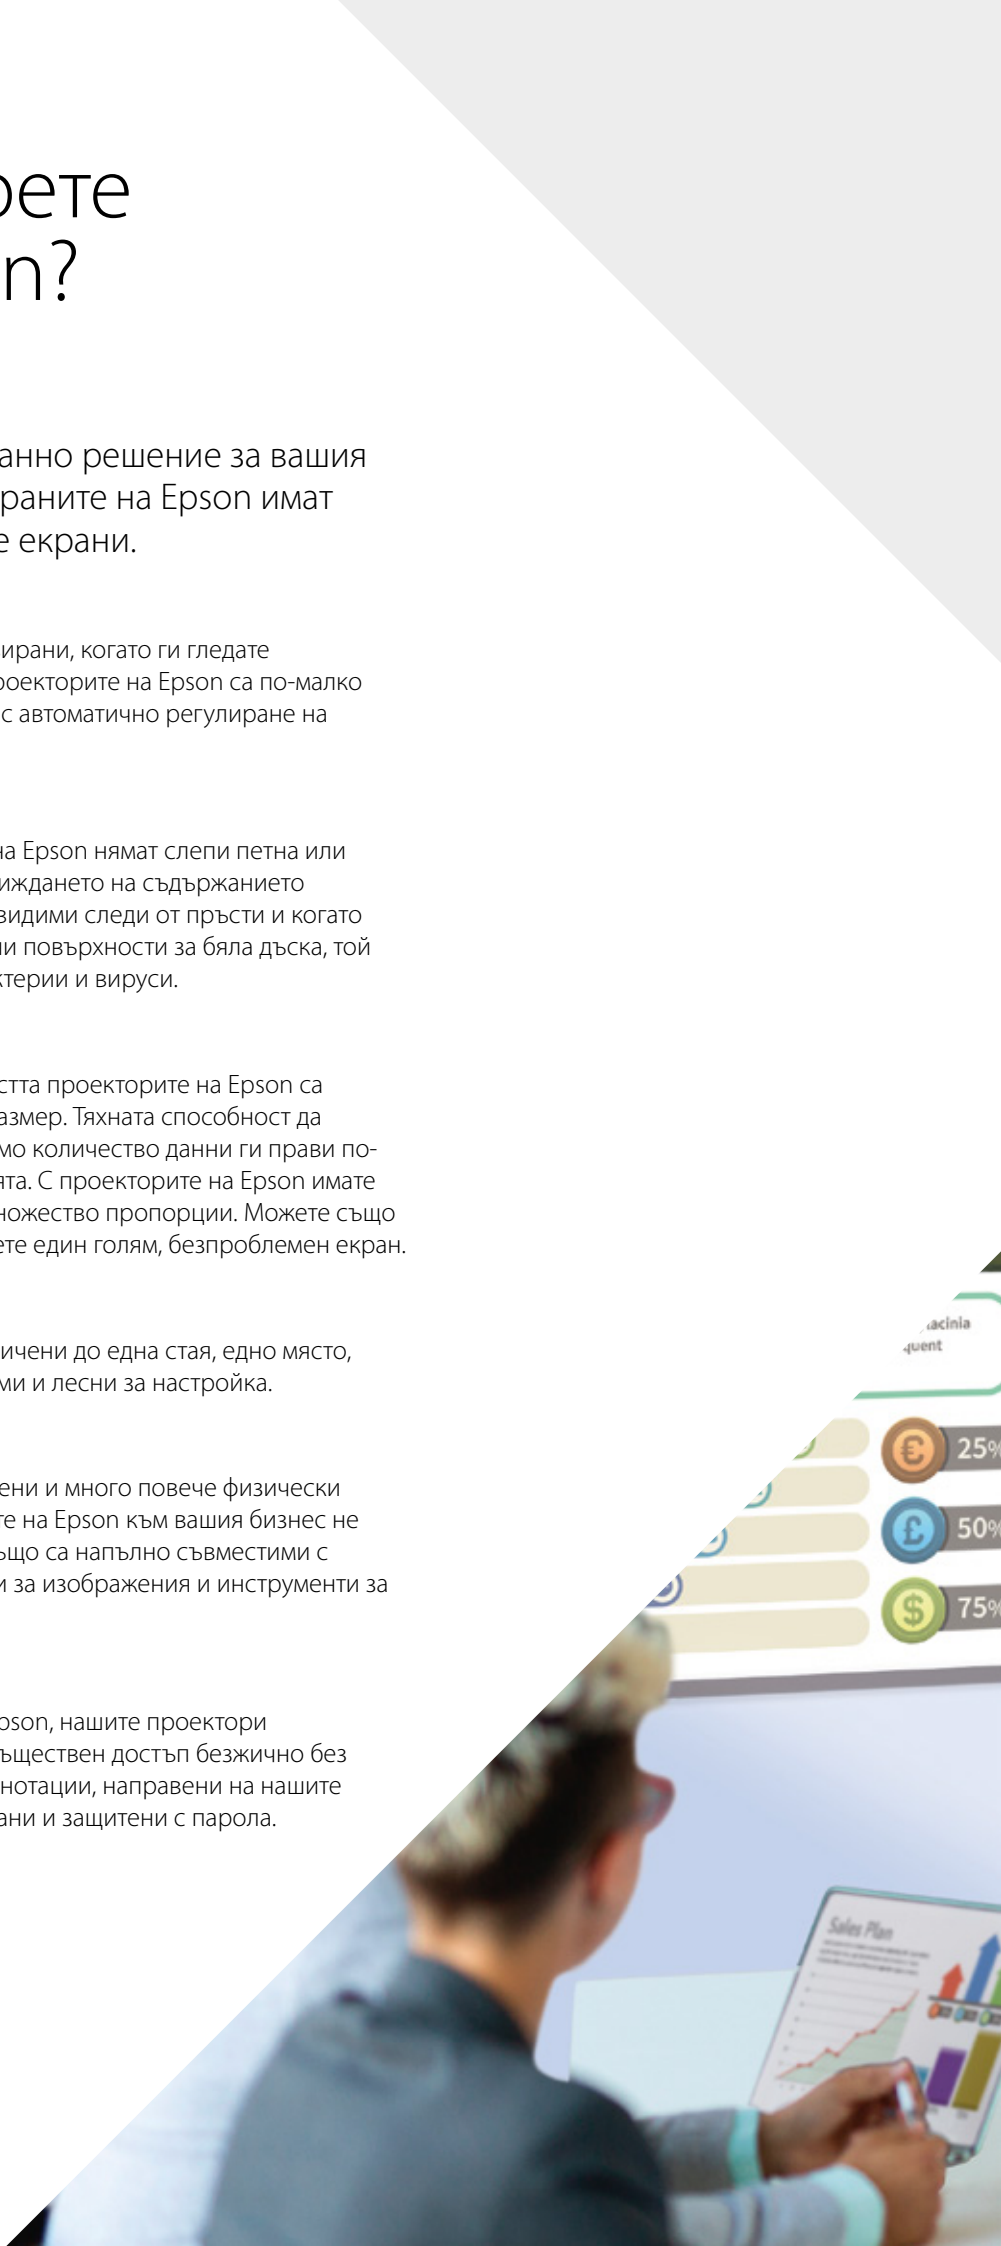 рете
n?
анно решение за вашия
раните на Epson имат
е екрани.
ирани, когато ги гледате
роекторите на Epson са по-малко
с автоматично регулиране на
на Epson нямат слепи петна или
иждането на съдържанието
видими следи от пръсти и когато
ни повърхности за бяла дъска, той
ктерии и вируси.
стта проекторите на Epson са
азмер. Тяхната способност да
мо количество данни ги прави по-
ята. С проекторите на Epson имате
ножество пропорции. Можете също
ете един голям, безпроблемен екран.
ичени до една стая, едно място,
ми и лесни за настройка.
ени и много повече физически
те на Epson към вашия бизнес не
ъщо са напълно съвместими с
и за изображения и инструменти за
pson, нашите проектори
ъществен достъп безжично без
нотации, направени на нашите
ани и защитени с парола.
lacinia
quent
€ 25%
£ 50%
$ 75%
Sales Plan